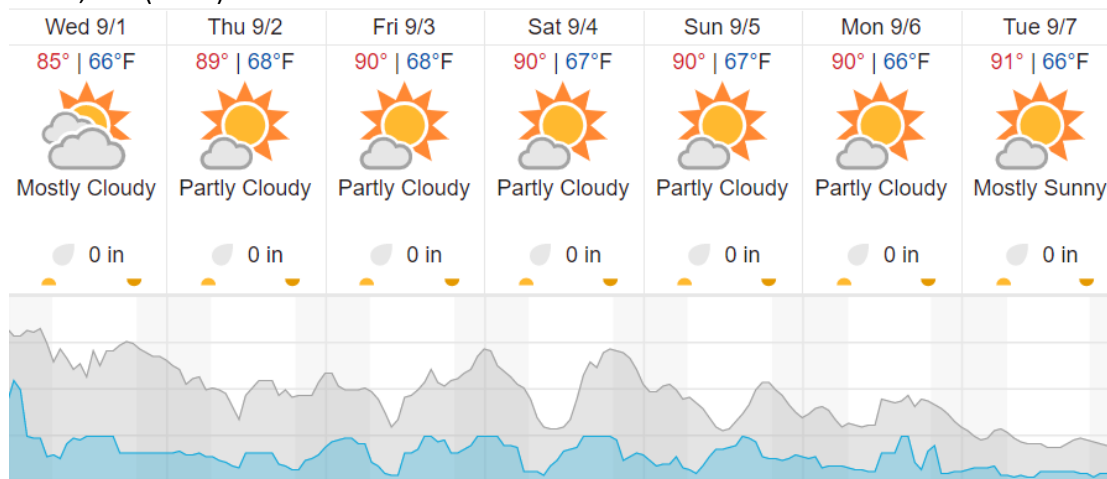 Wed 9/1 Thu 9/2 Fri 9/3 Sat 9/4 Sun 9/5 Mon 9/6 Tue 9/7
85° | 66°F 89° | 68°F 90° | 68°F 90° | 67°F 90° | 67°F 90° | 66°F 91° | 66°F
Mostly Cloudy Partly Cloudy Partly Cloudy Partly Cloudy Partly Cloudy Partly Cloudy Mostly Sunny
0 in 0 in 0 in 0 in 0 in 0 in 0 in